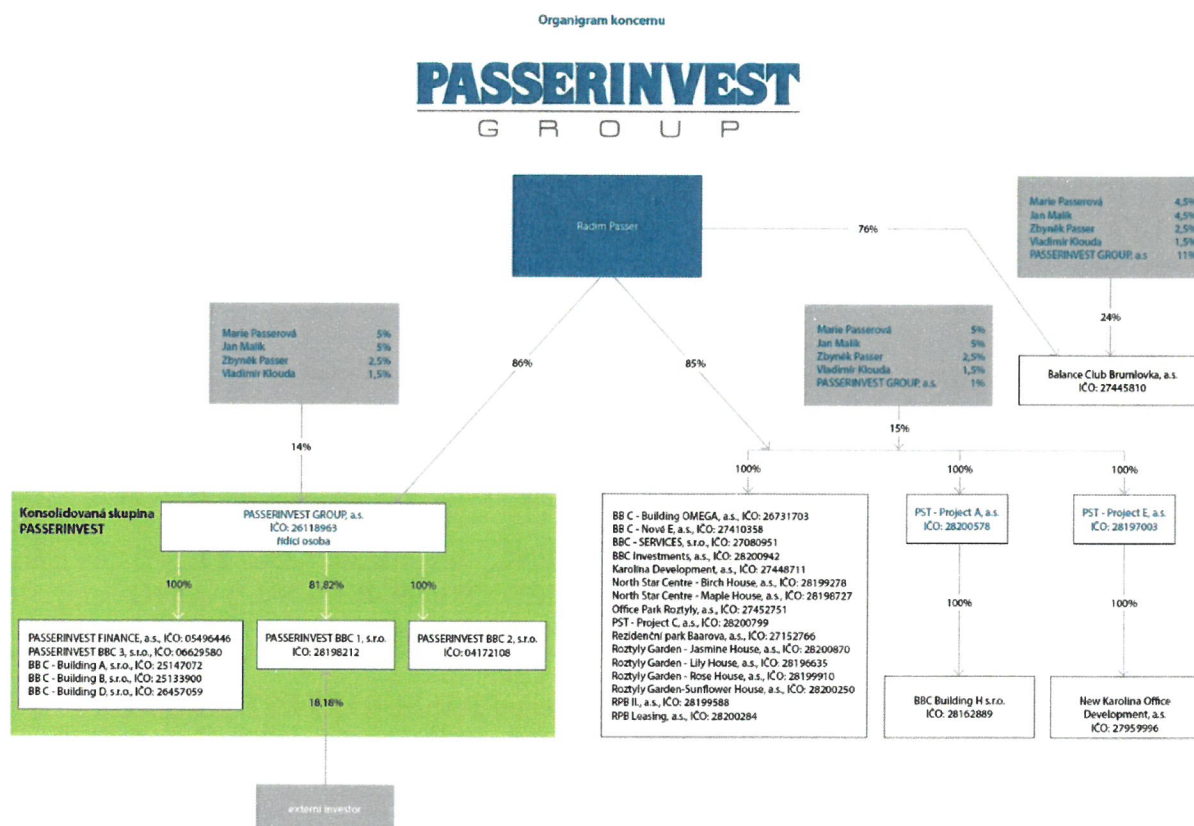 Organigram koncernu
PASSERINVEST
GROUP
Radim Passer
76%
Marie Passerová 4,5%
Jan Malík 4,5%
Zbyněk Passer 2,5%
Vladimír Klouda 1,5%
PASSERINVEST GROUP, a.s 11%
24%
Balance Club Brumlovka, a.s.
IČO: 27445810
Marie Passerová 5%
Jan Malík 5%
Zbyněk Passer 2,5%
Vladimír Klouda 1,5%
14%
86%
85%
Marie Passerová 5%
Jan Malík 5%
Zbyněk Passer 2,5%
Vladimír Klouda 1,5%
PASSERINVEST GROUP, a.s. 1%
15%
Konsolidovaná skupina
PASSERINVEST
PASSERINVEST GROUP, a.s.
IČO: 26118963
řídící osoba
100%
81,82%
100%
PASSERINVEST FINANCE, a.s., IČO: 05496446
PASSERINVEST BBC 3, s.r.o., IČO: 06629580
BB C - Building A, s.r.o., IČO: 25147072
BB C - Building B, s.r.o., IČO: 25133900
BB C - Building D, s.r.o., IČO: 26457059
PASSERINVEST BBC 1, s.r.o.
IČO: 28198212
PASSERINVEST BBC 2, s.r.o.
IČO: 04172108
18,18%
externí investor
100%
100%
100%
BB C - Building OMEGA, a.s., IČO: 26731703
BB C - Nové E, a.s., IČO: 27410358
BBC - SERVICES, s.r.o., IČO: 27080951
BBC Investments, a.s., IČO: 28200942
Karolina Development, a.s., IČO: 27448711
North Star Centre - Birch House, a.s., IČO: 28199278
North Star Centre - Maple House, a.s., IČO: 28198727
Office Park Roztyly, a.s., IČO: 27452751
PST - Project C, a.s., IČO: 28200799
Rezidenční park Baarova, a.s., IČO: 27152766
Roztyly Garden - Jasmine House, a.s., IČO: 28200870
Roztyly Garden - Lily House, a.s., IČO: 28196635
Roztyly Garden - Rose House, a.s., IČO: 28199910
Roztyly Garden-Sunflower House, a.s., IČO: 28200250
RPB II., a.s., IČO: 28199588
RPB Leasing, a.s., IČO: 28200284
PST - Project A, a.s.
IČO: 28200578
100%
BBC Building H s.r.o.
IČO: 28162889
PST - Project E, a.s.
IČO: 28197003
100%
New Karolina Office
Development, a.s.
IČO: 27959996